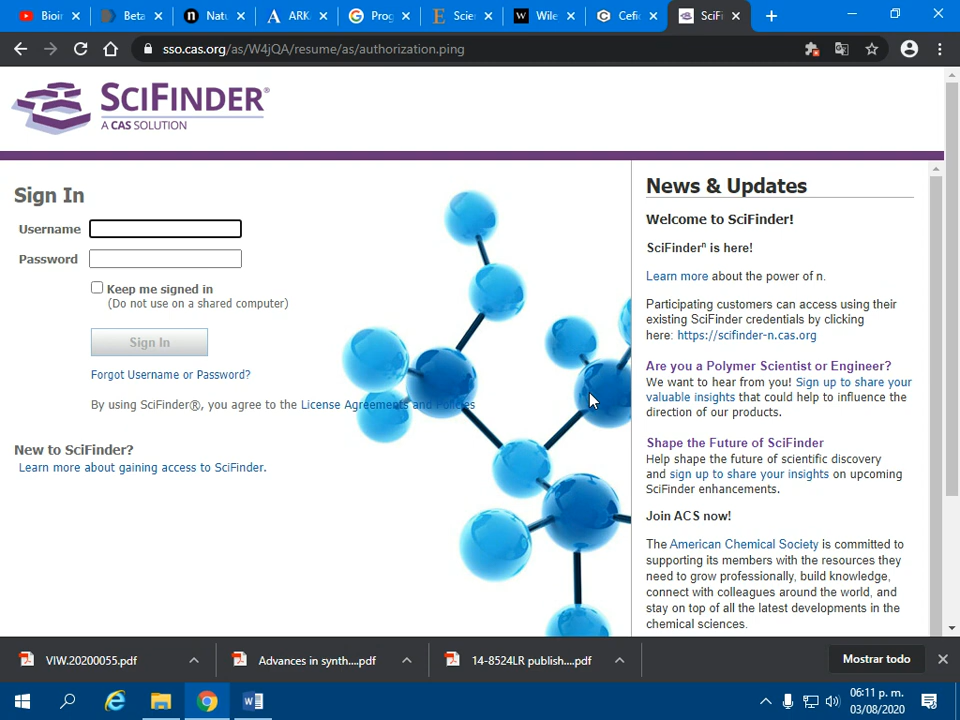 Bioir
Beta
Natu
ARK
Prog
Scie
Wile
Cefic
SciFi
sso.cas.org/as/W4jQA/resume/as/authorization.ping
SCIFINDER®
A CAS SOLUTION
Sign In
Username
Password
Keep me signed in
(Do not use on a shared computer)
Sign In
Forgot Username or Password?
By using SciFinder®, you agree to the License Agreements and Policies
New to SciFinder?
Learn more about gaining access to SciFinder.
News & Updates
Welcome to SciFinder!
SciFinderⁿ is here!
Learn more about the power of n.
Participating customers can access using their
existing SciFinder credentials by clicking
here: https://scifinder-n.cas.org
Are you a Polymer Scientist or Engineer?
We want to hear from you! Sign up to share your
valuable insights that could help to influence the
direction of our products.
Shape the Future of SciFinder
Help shape the future of scientific discovery
and sign up to share your insights on upcoming
SciFinder enhancements.
Join ACS now!
The American Chemical Society is committed to
supporting its members with the resources they
need to grow professionally, build knowledge,
connect with colleagues around the world, and
stay on top of all the latest developments in the
chemical sciences.
VIW.20200055.pdf
Advances in synth....pdf
14-8524LR publish....pdf
Mostrar todo
06:11 p. m.
03/08/2020